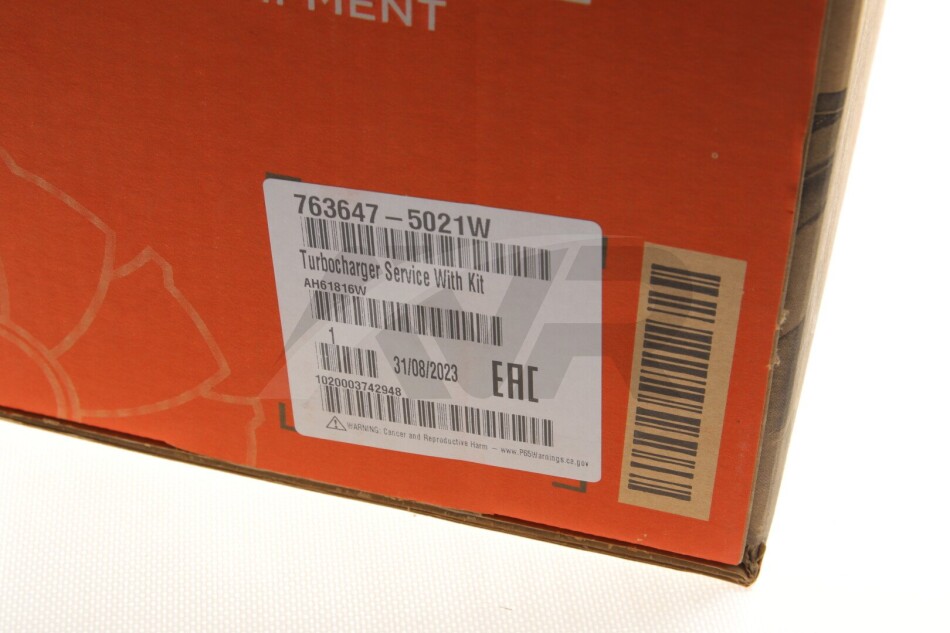 763647-5021W
Turbocharger Service With Kit
AH61816W
1
31/08/2023
EAC
1020003742948
WARNING: Cancer and Reproductive Harm - www.P65Warnings.ca.gov